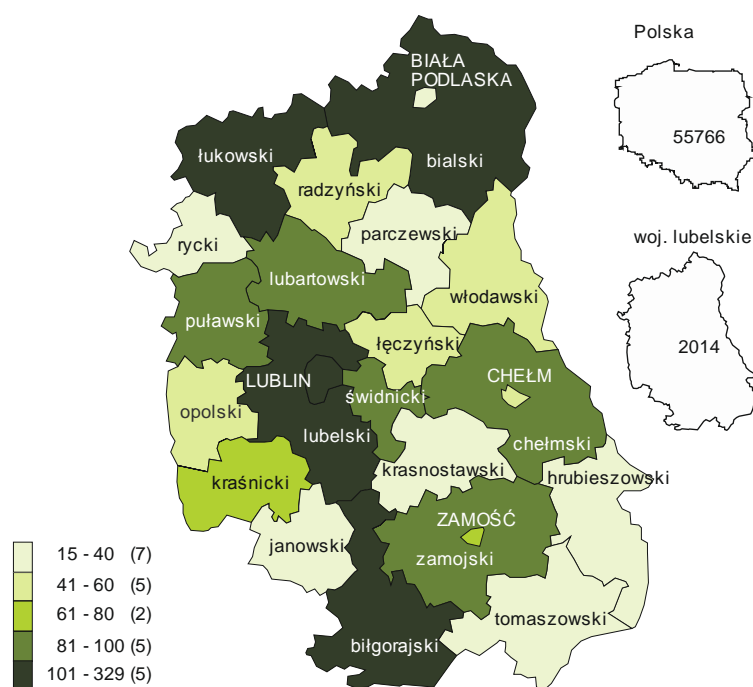 Polska
55766
woj. lubelskie
2014
BIAŁA
PODLASKA
łukowski
bialski
radzyński
rycki
parczewski
lubartowski
włodawski
puławski
łęczyński
LUBLIN
świdnicki
CHEŁM
opolski
lubelski
chełmski
krasnostawski
hrubieszowski
kraśnicki
ZAMOŚĆ
janowski
zamojski
tomaszowski
biłgorajski
15 - 40 (7)
41 - 60 (5)
61 - 80 (2)
81 - 100 (5)
101 - 329 (5)